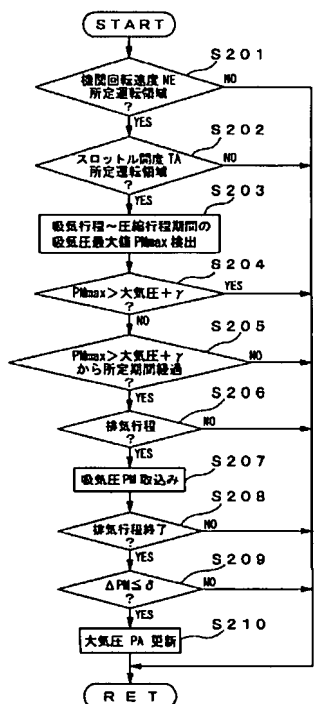 START
S201
機関回転速度 NE
所定運転領域
?
NO
YES
S202
スロットル開度 TA
所定運転領域
?
NO
YES
S203
吸気行程～圧縮行程期間の
吸気圧最大値 PMmax 検出
S204
PMmax＞大気圧＋γ
?
YES
NO
S205
PMmax＞大気圧＋γ
から所定期間経過
?
NO
YES
S206
排気行程
?
NO
YES
S207
吸気圧 PM 取込み
S208
排気行程終了
?
NO
YES
S209
ΔPM≦δ
?
NO
YES
S210
大気圧 PA 更新
RET